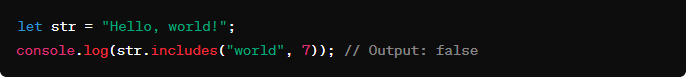 let str = "Hello, world!";
console.log(str.includes("world", 7)); // Output: false